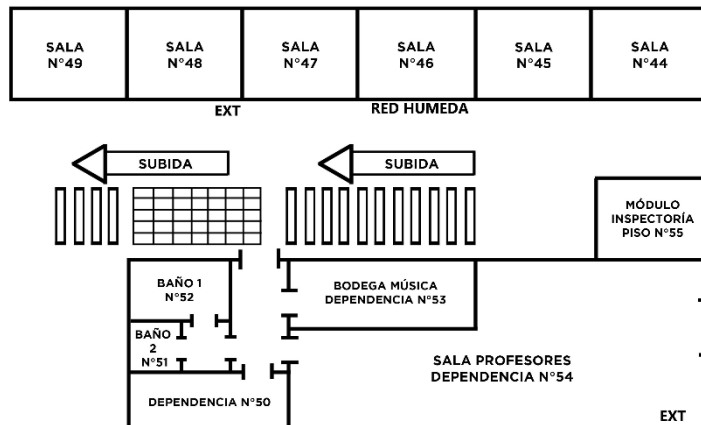 SALA
N°49
SALA
N°48
SALA
N°47
SALA
N°46
SALA
N°45
SALA
N°44
EXT
RED HUMEDA
SUBIDA
SUBIDA
MÓDULO
INSPECTORÍA
PISO N°55
BAÑO 1
N°52
BODEGA MÚSICA
DEPENDENCIA N°53
BAÑO
2
N°51
SALA PROFESORES
DEPENDENCIA N°54
DEPENDENCIA N°50
EXT